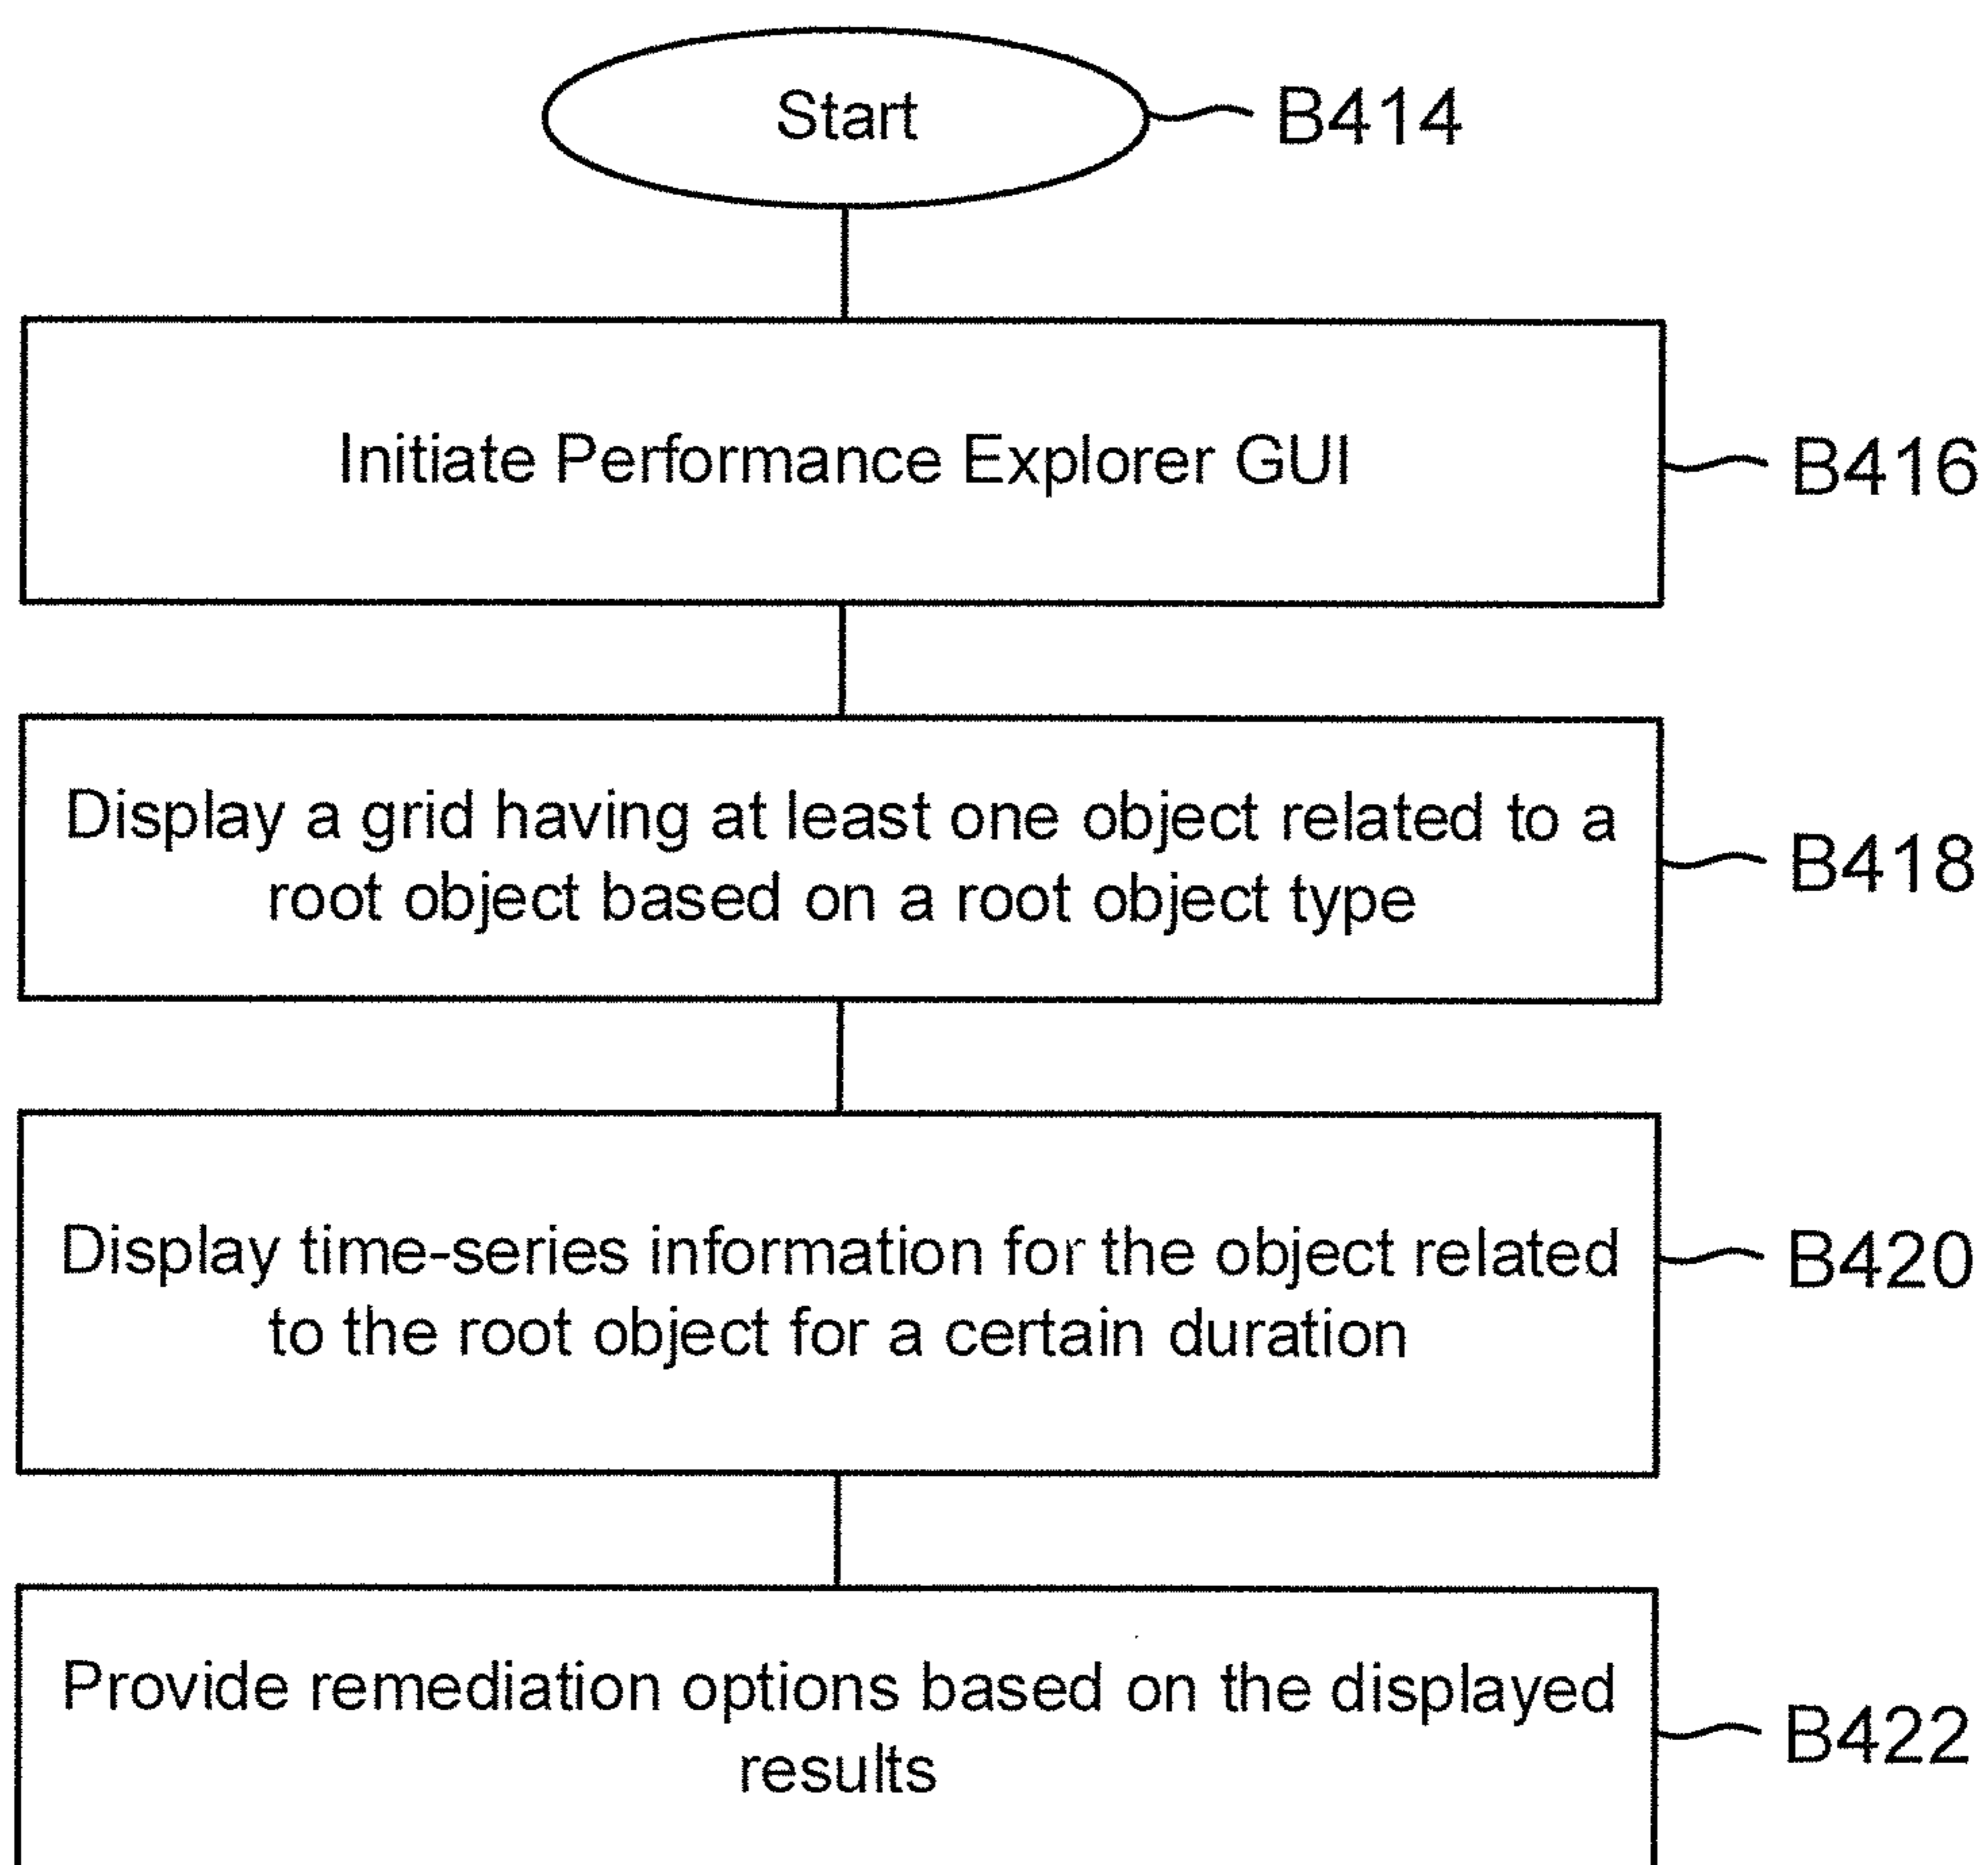 Start
B414
Initiate Performance Explorer GUI
B416
Display a grid having at least one object related to a
root object based on a root object type
B418
Display time-series information for the object related
to the root object for a certain duration
B420
Provide remediation options based on the displayed
results
B422